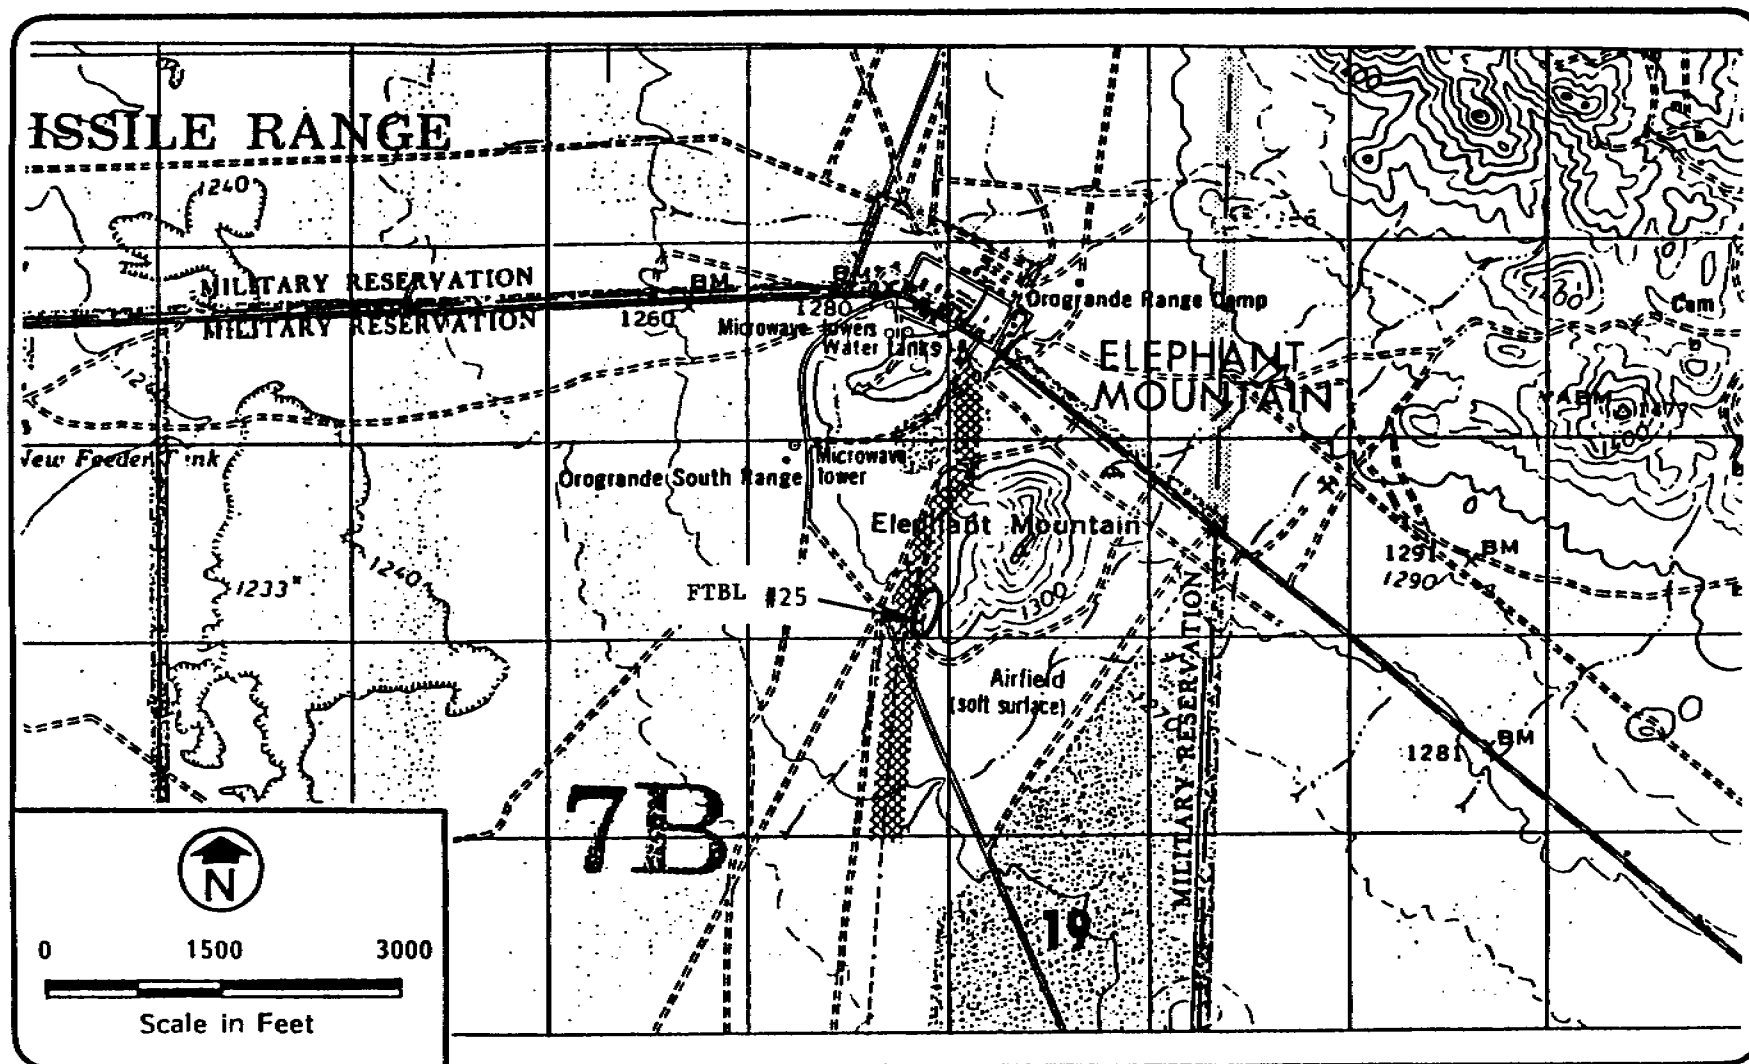 ISSILE RANGE
1240
MILITARY RESERVATION
MILITARY RESERVATION
BM
1260
1280
Microwave towers
Water tanks
Orogrande Range Camp
ELEPHANT
MOUNTAIN
1400
Cam
1400
Orogrande South Range
Microwave
tower
Elephant Mountain
1300
1233
1240
FTBL #25
1291
BM
1290
Airfield
(soft surface)
MILITARY RESERVATION
1281
BM
7B
19
N
0 1500 3000
Scale in Feet